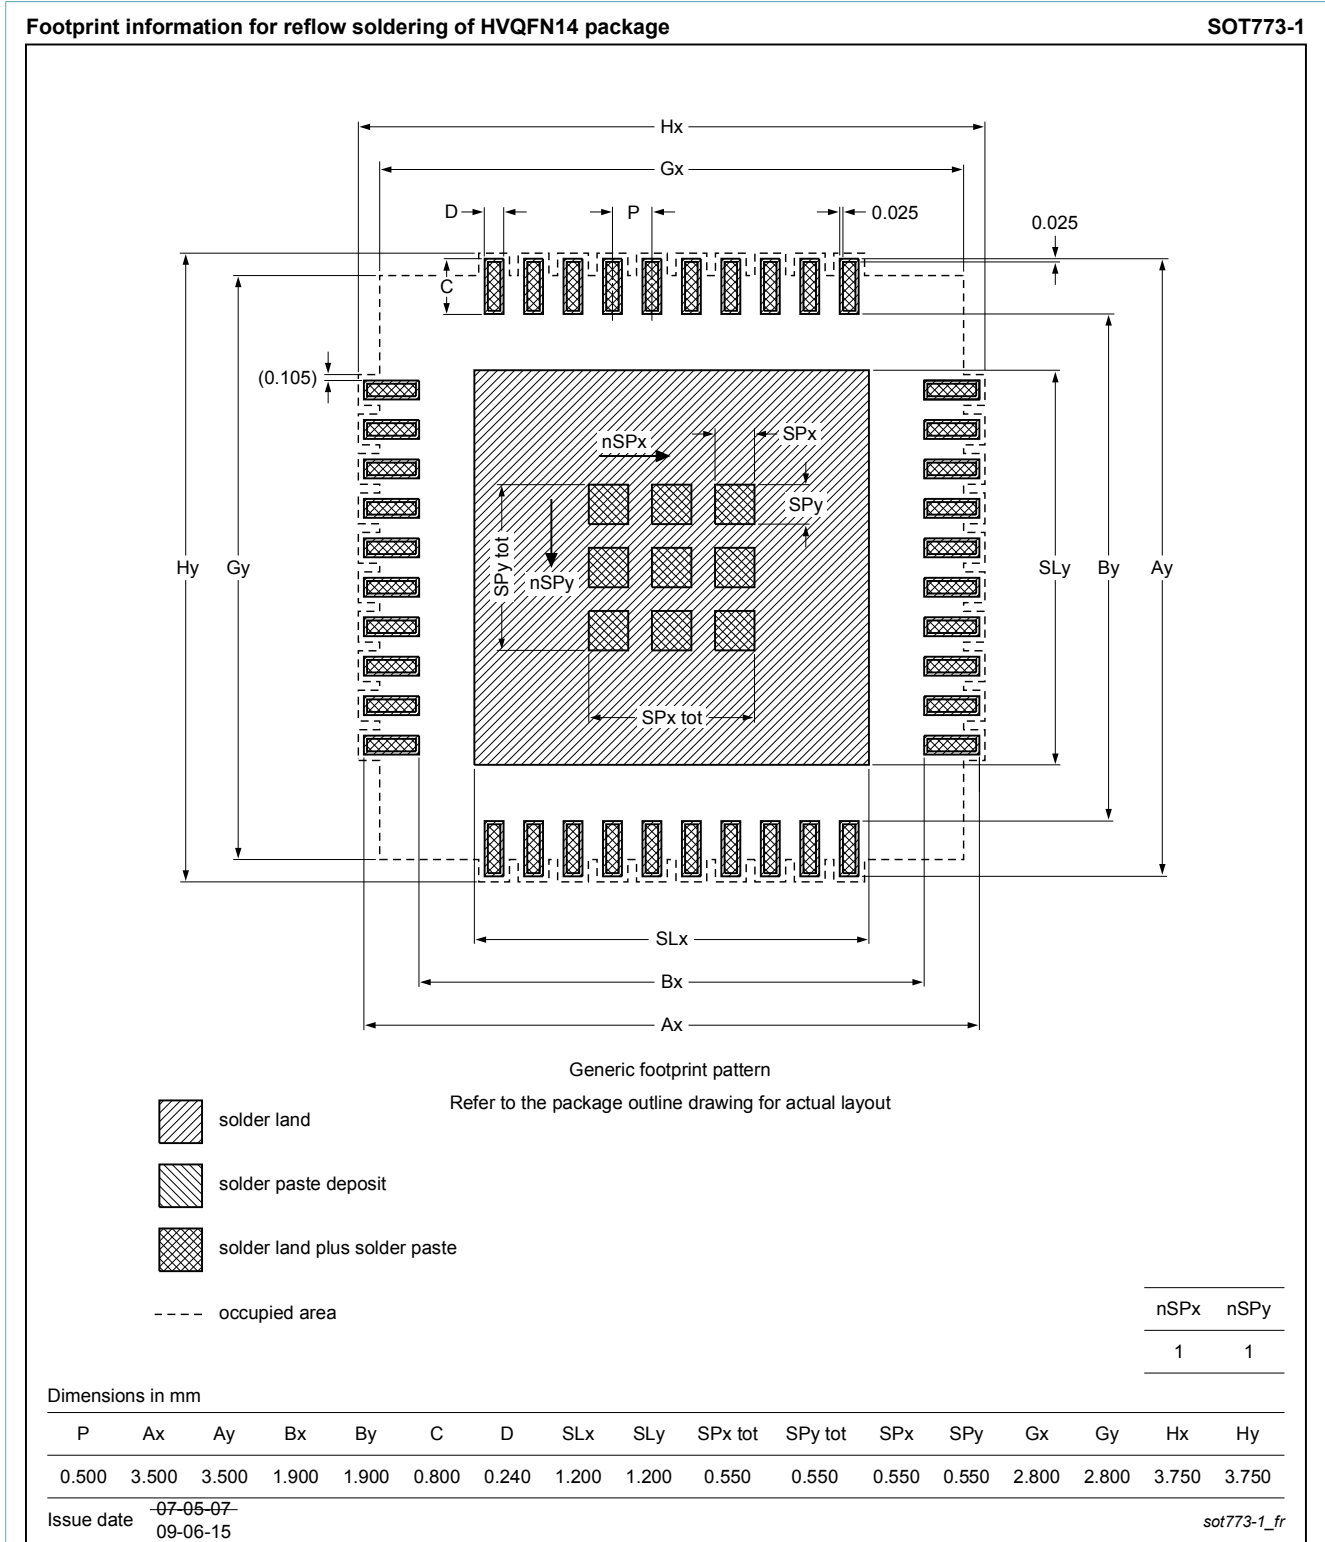 Footprint information for reflow soldering of HVQFN14 package SOT773-1
Hx
Gx
D P 0.025
0.025
C
(0.105)
nSPx SPx
SPy
SPy tot
nSPy
Hy Gy SLy By Ay
SPx tot
SLx
Bx
Ax
Generic footprint pattern
Refer to the package outline drawing for actual layout
solder land
solder paste deposit
solder land plus solder paste
occupied area
nSPx nSPy
1 1
Dimensions in mm
P Ax Ay Bx By C D SLx SLy SPx tot SPy tot SPx SPy Gx Gy Hx Hy
0.500 3.500 3.500 1.900 1.900 0.800 0.240 1.200 1.200 0.550 0.550 0.550 0.550 2.800 2.800 3.750 3.750
Issue date 07-05-07
09-06-15
sot773-1_fr